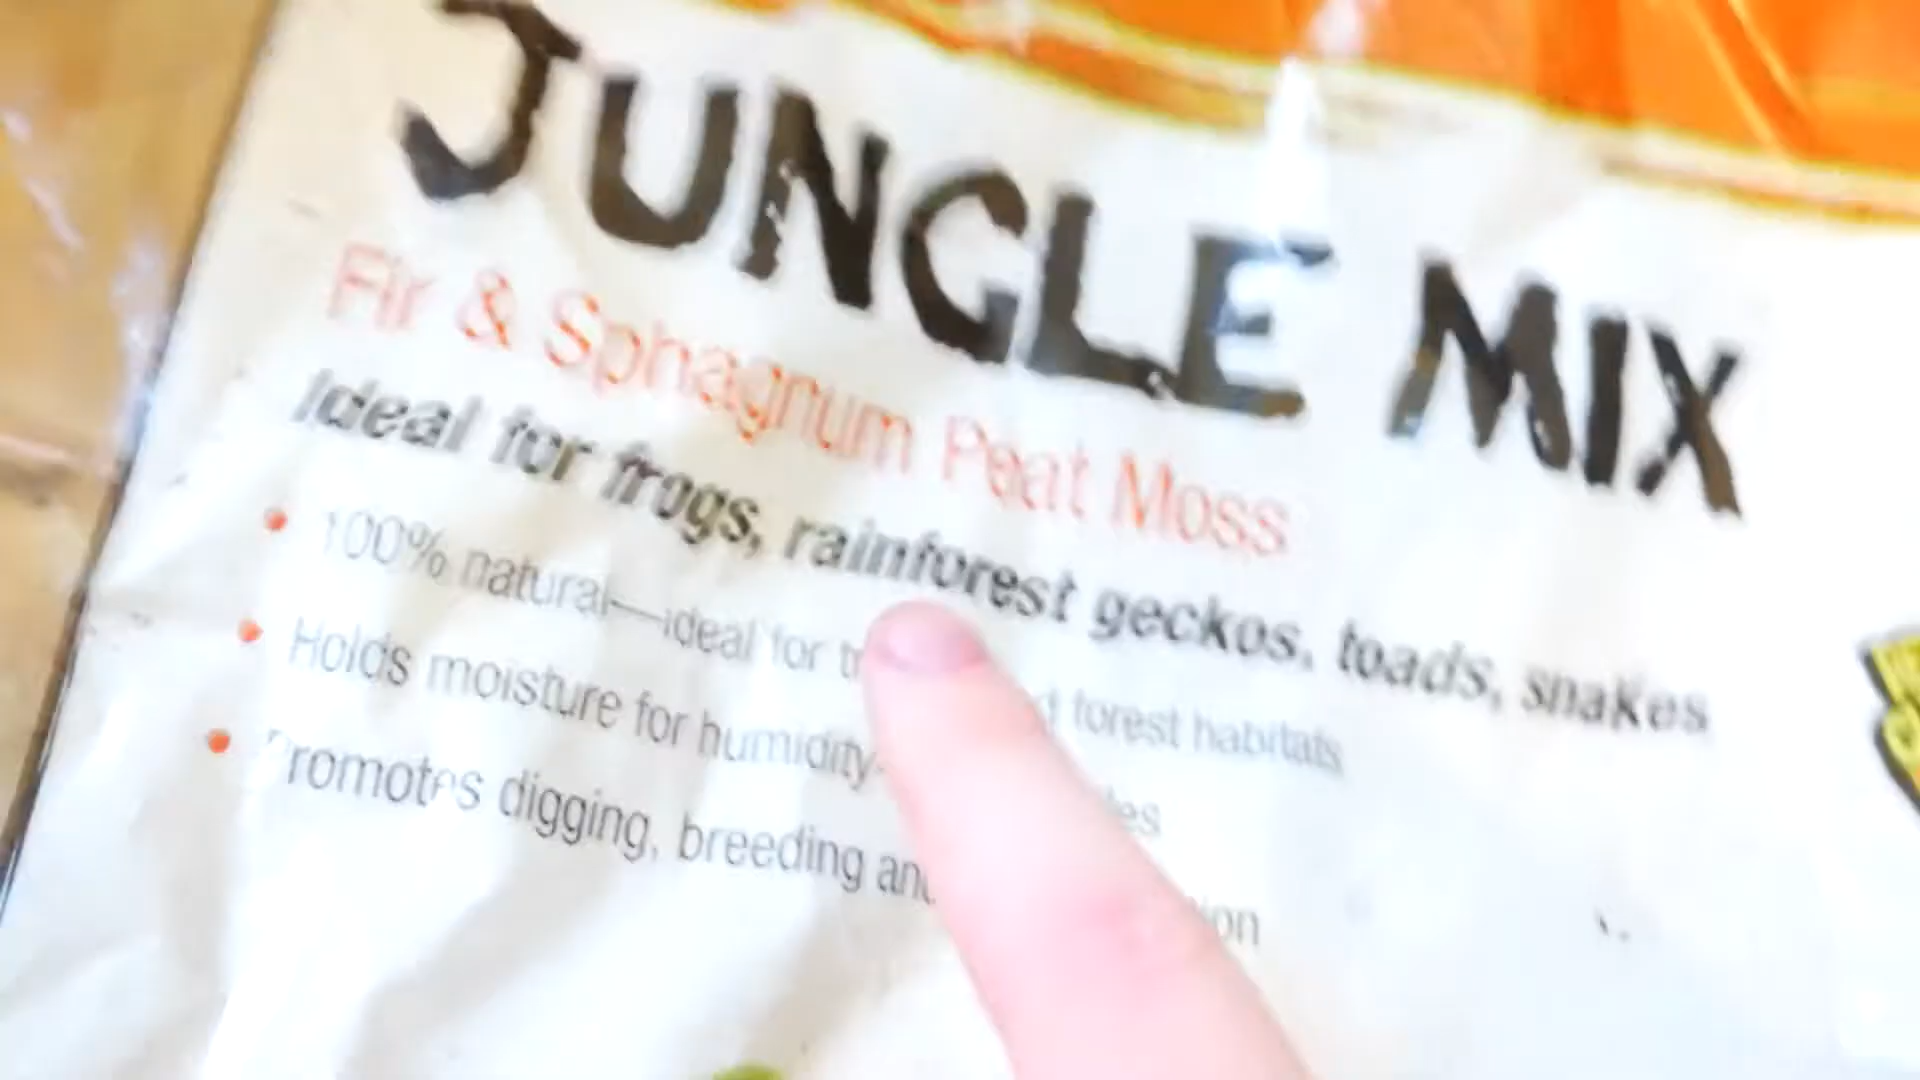 JUNGLE MIX
Fir & Sphagnum Peat Moss
Ideal for frogs, rainforest geckos, toads, snakes
100% natural—ideal for forest habitats
Holds moisture for humidity-
Promotes digging, breeding and